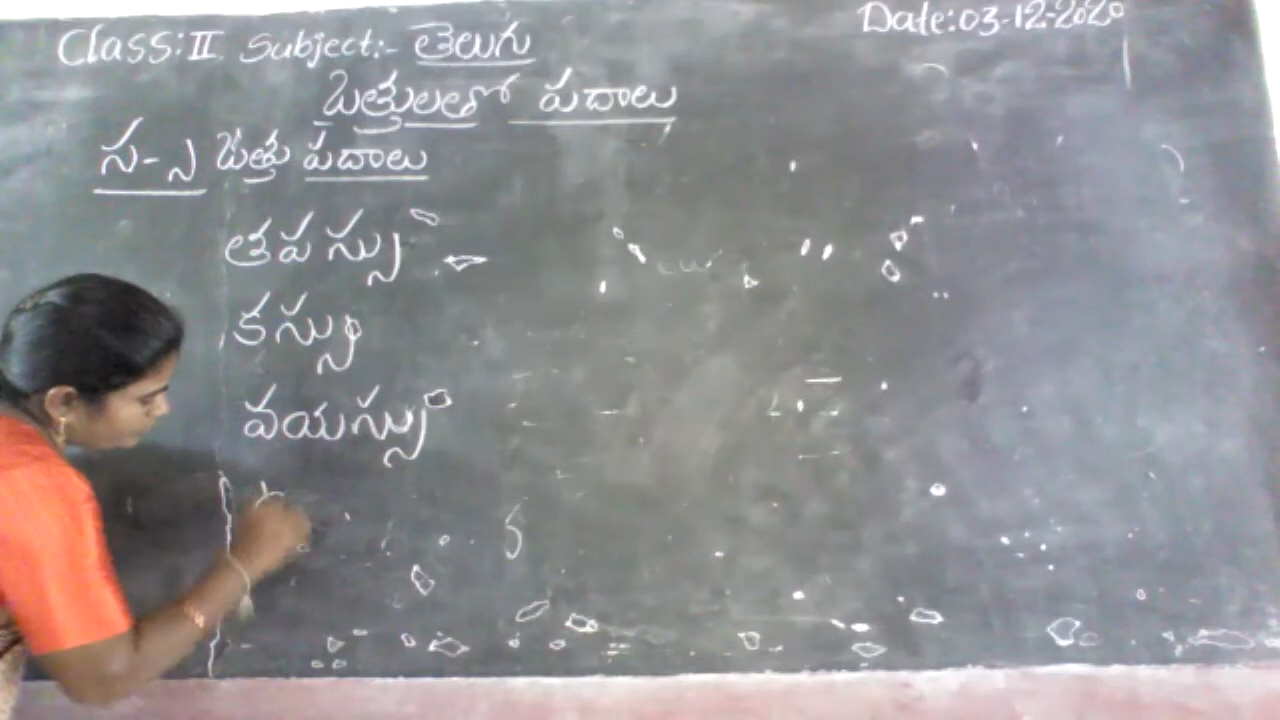 Class:II Subject:- తెలుగు
Date:03-12-2020
ఒత్తులతో పదాలు
స-్స ఒత్తు పదాలు
తపస్సు
కస్సు
వయస్సు